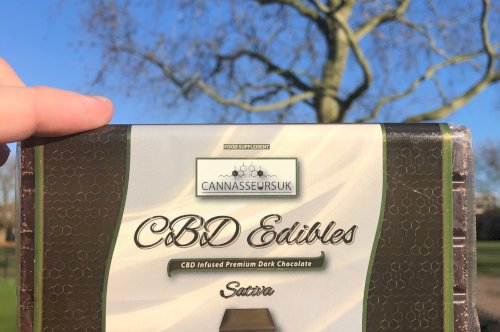 FOOD SUPPLEMENT
CANNASSEURSUK
CBD Edibles
CBD Infused Premium Dark Chocolate
Sativa